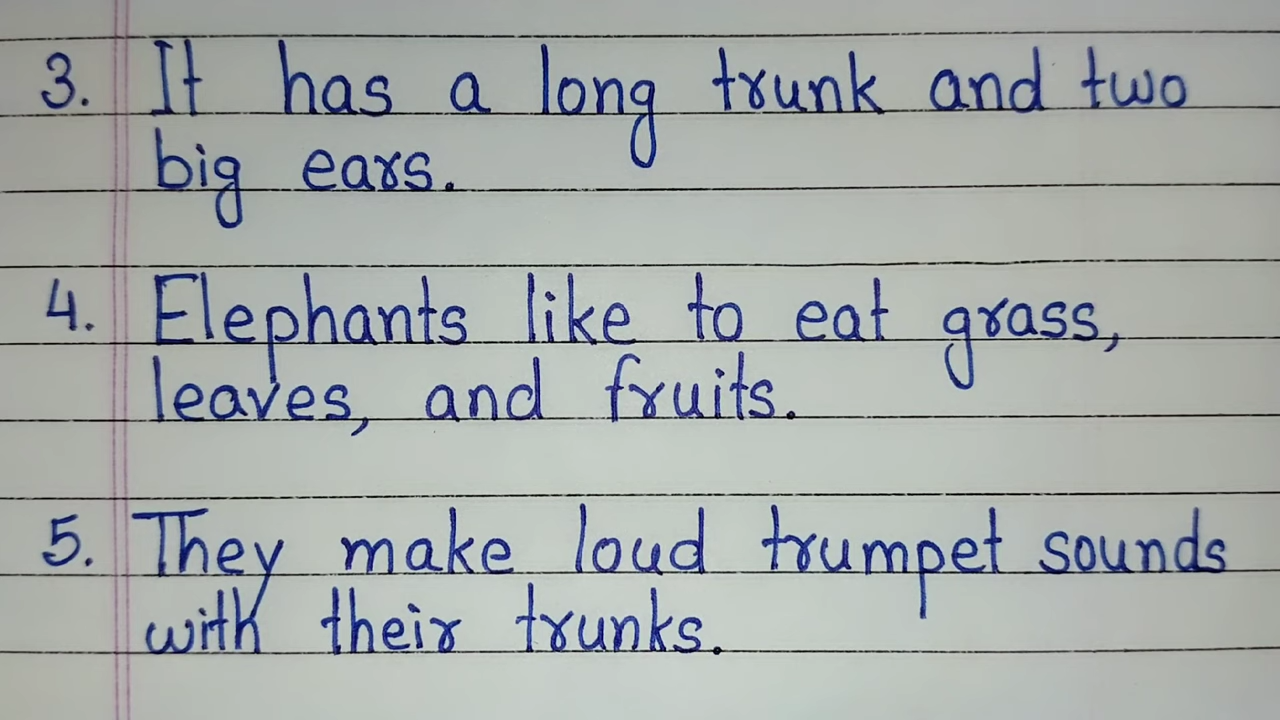 3. It has a long trunk and two
big ears.
4. Elephants like to eat grass,
leaves, and fruits.
5. They make loud trumpet sounds
with their trunks.